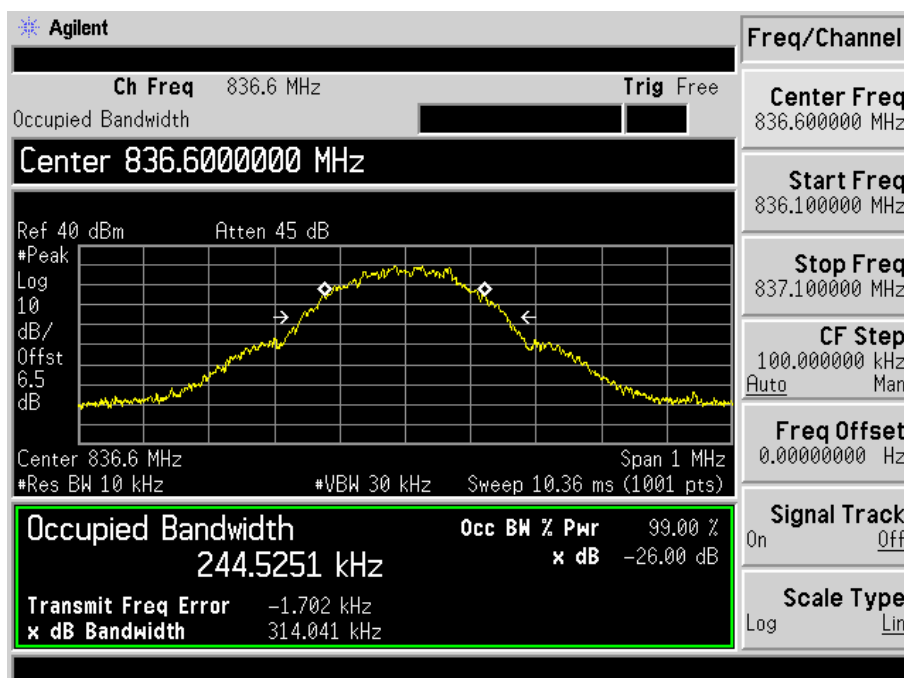 Agilent
Ch Freq 836.6 MHz Trig Free
Occupied Bandwidth
Center 836.6000000 MHz
Ref 40 dBm Atten 45 dB
#Peak
Log
10
dB/
Offst
6.5
dB
Center 836.6 MHz Span 1 MHz
#Res BW 10 kHz #VBW 30 kHz Sweep 10.36 ms (1001 pts)
Occupied Bandwidth
244.5251 kHz
Occ BW % Pwr 99.00 %
x dB -26.00 dB
Transmit Freq Error -1.702 kHz
x dB Bandwidth 314.041 kHz
Freq/Channel
Center Freq
836.600000 MHz
Start Freq
836.100000 MHz
Stop Freq
837.100000 MHz
CF Step
100.000000 kHz
Auto Man
Freq Offset
0.00000000 Hz
Signal Track
On Off
Scale Type
Log Lin